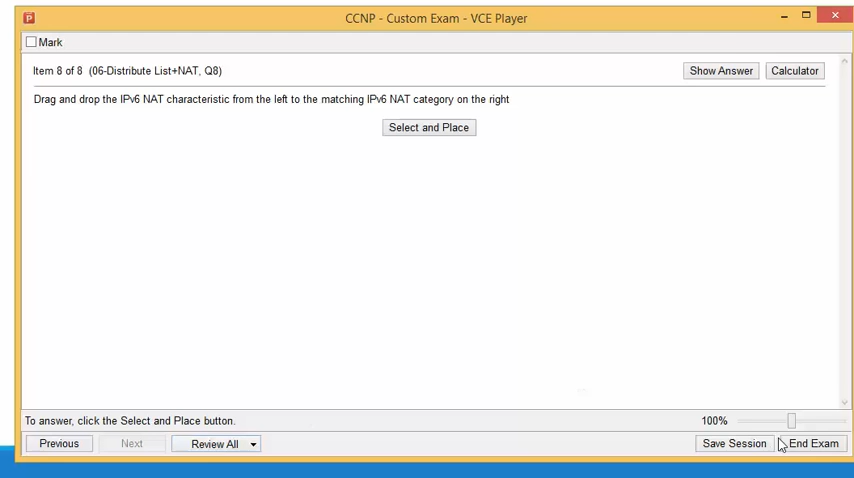 CCNP - Custom Exam - VCE Player
Mark
Item 8 of 8 (06-Distribute List+NAT, Q8)
Show Answer
Calculator
Drag and drop the IPv6 NAT characteristic from the left to the matching IPv6 NAT category on the right
Select and Place
To answer, click the Select and Place button.
100%
Previous
Next
Review All
Save Session
End Exam